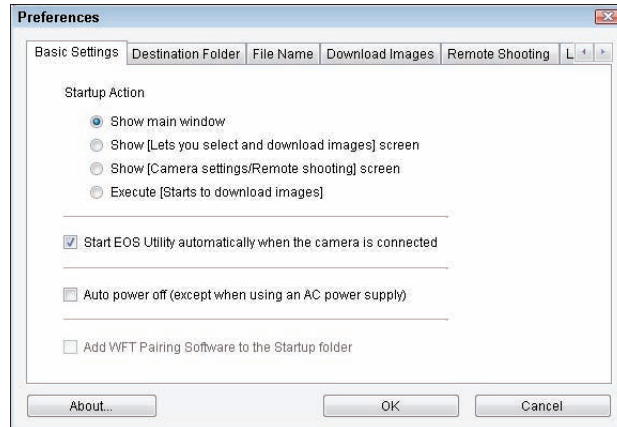 Preferences
Basic Settings Destination Folder File Name Download Images Remote Shooting L
Startup Action
Show main window
Show [Lets you select and download images] screen
Show [Camera settings/Remote shooting] screen
Execute [Starts to download images]
Start EOS Utility automatically when the camera is connected
Auto power off (except when using an AC power supply)
Add WFT Pairing Software to the Startup folder
About... OK Cancel